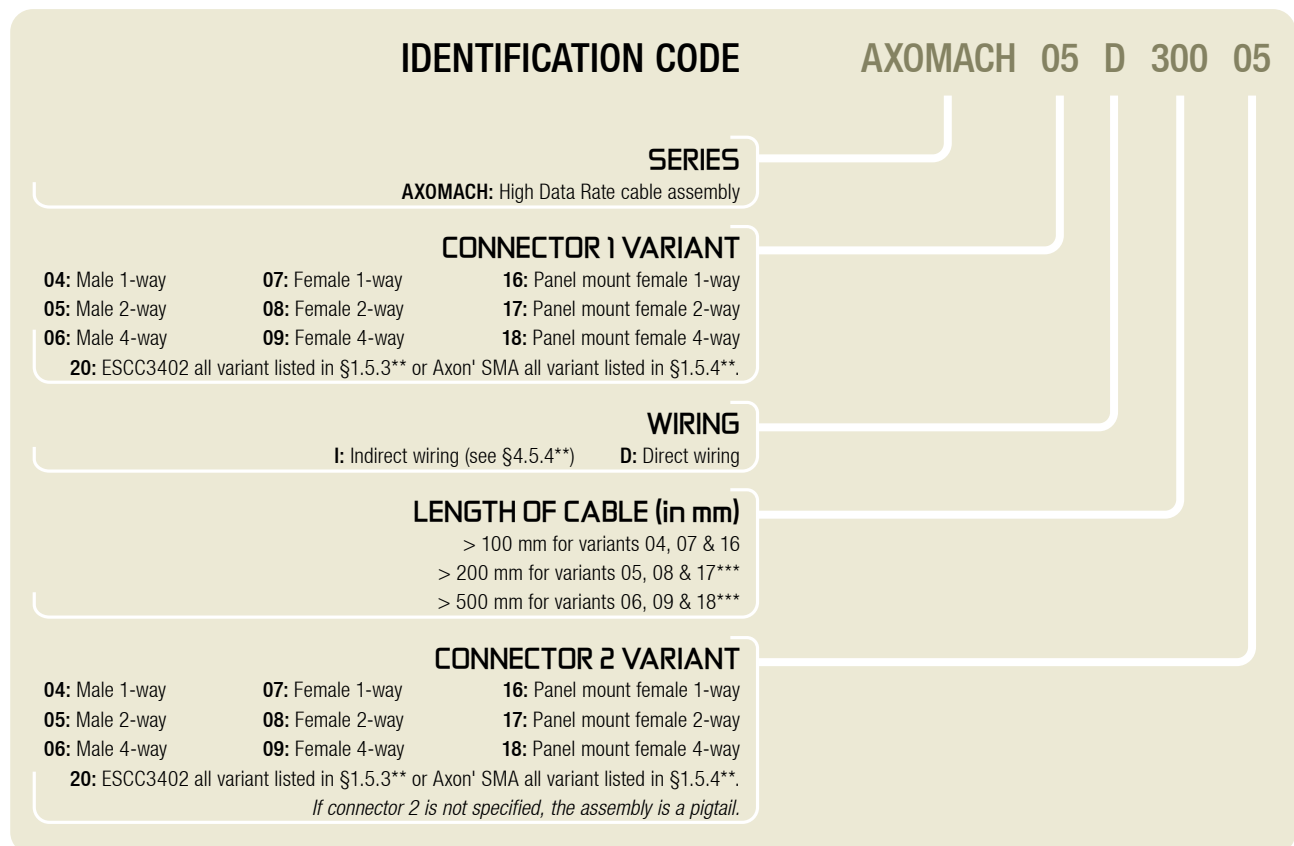 IDENTIFICATION CODE AXOMACH 05 D 300 05
SERIES
AXOMACH: High Data Rate cable assembly
CONNECTOR 1 VARIANT
04: Male 1-way 07: Female 1-way 16: Panel mount female 1-way
05: Male 2-way 08: Female 2-way 17: Panel mount female 2-way
06: Male 4-way 09: Female 4-way 18: Panel mount female 4-way
20: ESCC3402 all variant listed in §1.5.3** or Axon' SMA all variant listed in §1.5.4**.
WIRING
I: Indirect wiring (see §4.5.4**) D: Direct wiring
LENGTH OF CABLE (in mm)
> 100 mm for variants 04, 07 & 16
> 200 mm for variants 05, 08 & 17***
> 500 mm for variants 06, 09 & 18***
CONNECTOR 2 VARIANT
04: Male 1-way 07: Female 1-way 16: Panel mount female 1-way
05: Male 2-way 08: Female 2-way 17: Panel mount female 2-way
06: Male 4-way 09: Female 4-way 18: Panel mount female 4-way
20: ESCC3402 all variant listed in §1.5.3** or Axon' SMA all variant listed in §1.5.4**.
If connector 2 is not specified, the assembly is a pigtail.